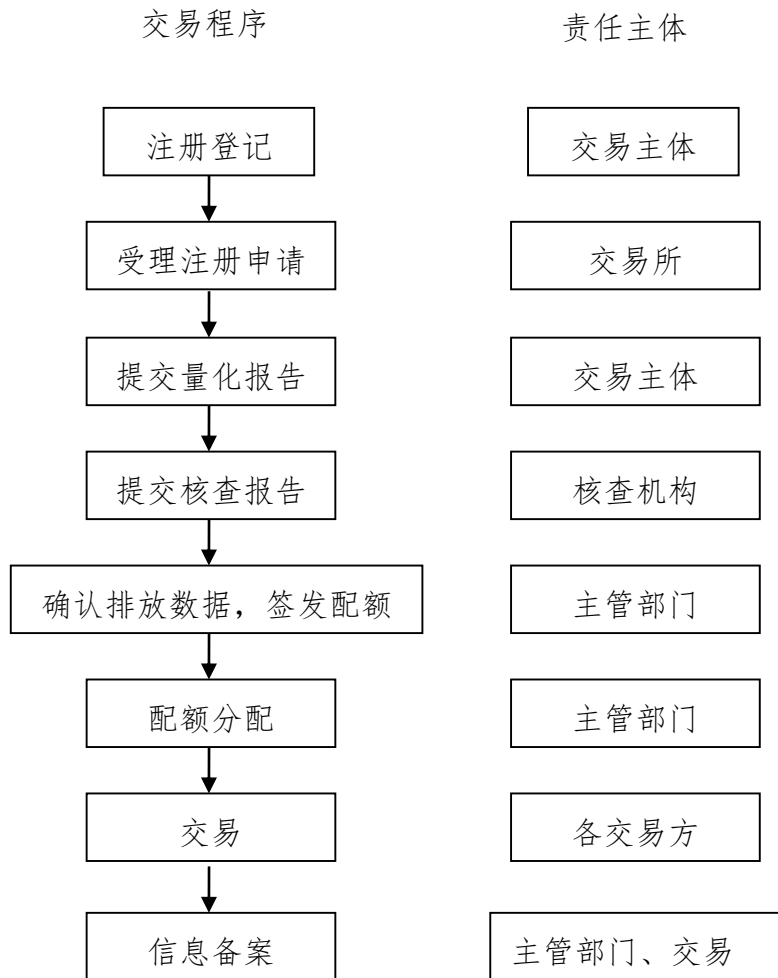 交易程序 责任主体
注册登记 交易主体
受理注册申请 交易所
提交量化报告 交易主体
提交核查报告 核查机构
确认排放数据，签发配额 主管部门
配额分配 主管部门
交易 各交易方
信息备案 主管部门、交易